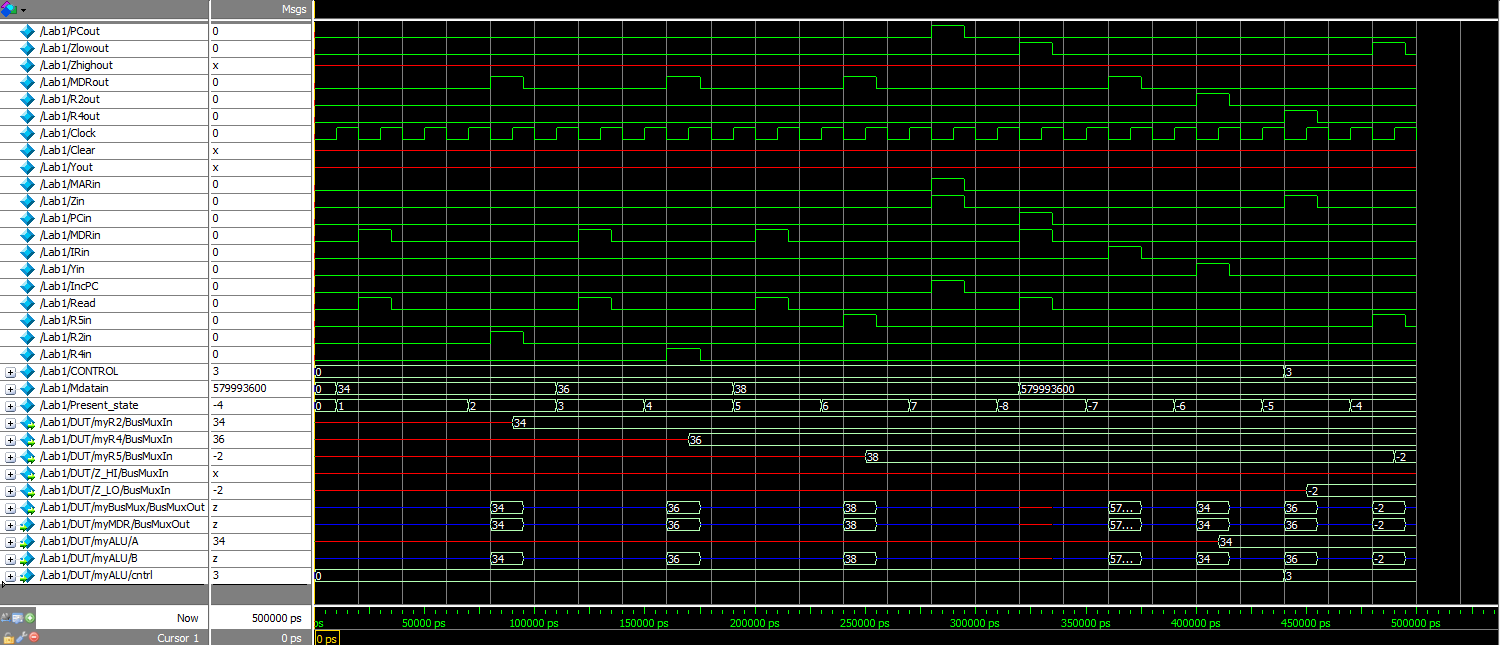 Msgs
/Lab1/PCout 0
/Lab1/Zlowout 0
/Lab1/Zhighout x
/Lab1/MDRout 0
/Lab1/R2out 0
/Lab1/R4out 0
/Lab1/Clock 0
/Lab1/Clear x
/Lab1/Yout x
/Lab1/MARin 0
/Lab1/Zin 0
/Lab1/PCin 0
/Lab1/MDRin 0
/Lab1/IRin 0
/Lab1/Yin 0
/Lab1/IncPC 0
/Lab1/Read 0
/Lab1/R5in 0
/Lab1/R2in 0
/Lab1/R4in 0
/Lab1/CONTROL 3 0 3
/Lab1/Mdatain 579993600 0 34 36 38 579993600
/Lab1/Present_state -4 0 1 2 3 4 5 6 7 -8 -7 -6 -5 -4
/Lab1/DUT/myR2/BusMuxIn 34 34
/Lab1/DUT/myR4/BusMuxIn 36 36
/Lab1/DUT/myR5/BusMuxIn -2 38 -2
/Lab1/DUT/Z_HI/BusMuxIn x
/Lab1/DUT/Z_LO/BusMuxIn -2 -2
/Lab1/DUT/myBusMux/BusMuxOut z 34 36 38 57... 34 36 -2
/Lab1/DUT/myMDR/BusMuxOut z 34 36 38 57... 34 36 -2
/Lab1/DUT/myALU/A 34 34
/Lab1/DUT/myALU/B z 34 36 38 57... 34 36 -2
/Lab1/DUT/myALU/cntrl 3 0 3
Now 500000 ps ps 50000 ps 100000 ps 150000 ps 200000 ps 250000 ps 300000 ps 350000 ps 400000 ps 450000 ps 500000 ps
Cursor 1 0 ps 0 ps